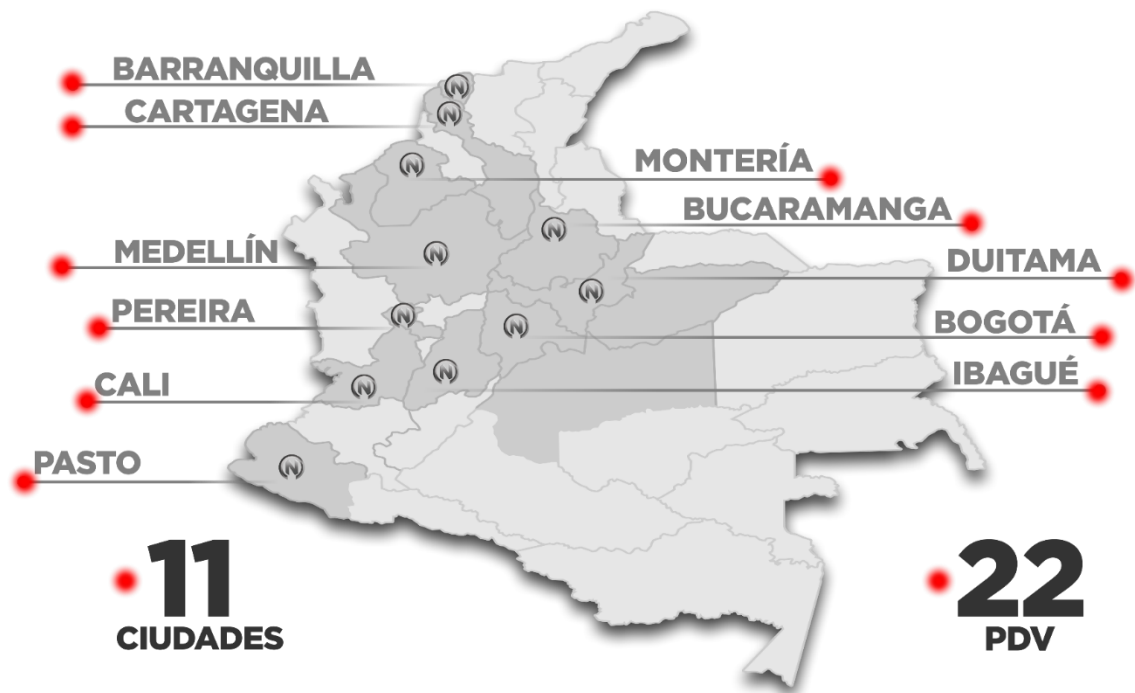 BARRANQUILLA
CARTAGENA
MONTERÍA
BUCARAMANGA
MEDELLÍN
DUITAMA
PEREIRA
BOGOTÁ
CALI
IBAGUÉ
PASTO
11
CIUDADES
22
PDV
N
N
N
N
N
N
N
N
N
N
N